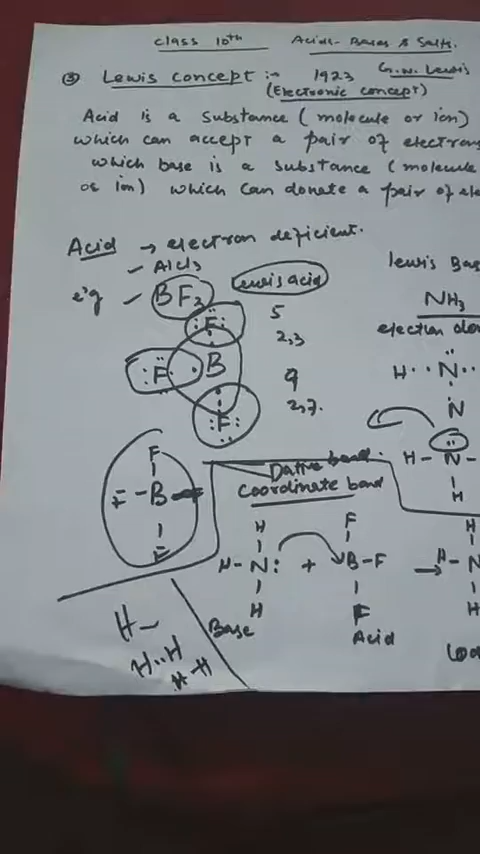 class 10th Acids- Bases & Salts.
③ Lewis concept :- 1923 G.N. Lewis
(Electronic concept)
Acid is a substance (molecule or ion)
which can accept a pair of electrons
which base is a substance (molecule
or ion) which can donate a pair of ele
Acid → electron deficient.
- AlCl3
e'g - BF3 Lewis acid
5
2,3
9
2,7.
F
F B
F
lewis Bas
NH3
H N
N
H- N -
H
F
F - B
F
Dative bond.
Coordinate bond
H F H
H- N: + B-F → H- N
H F H
Base Acid
H-
H··H
H-H